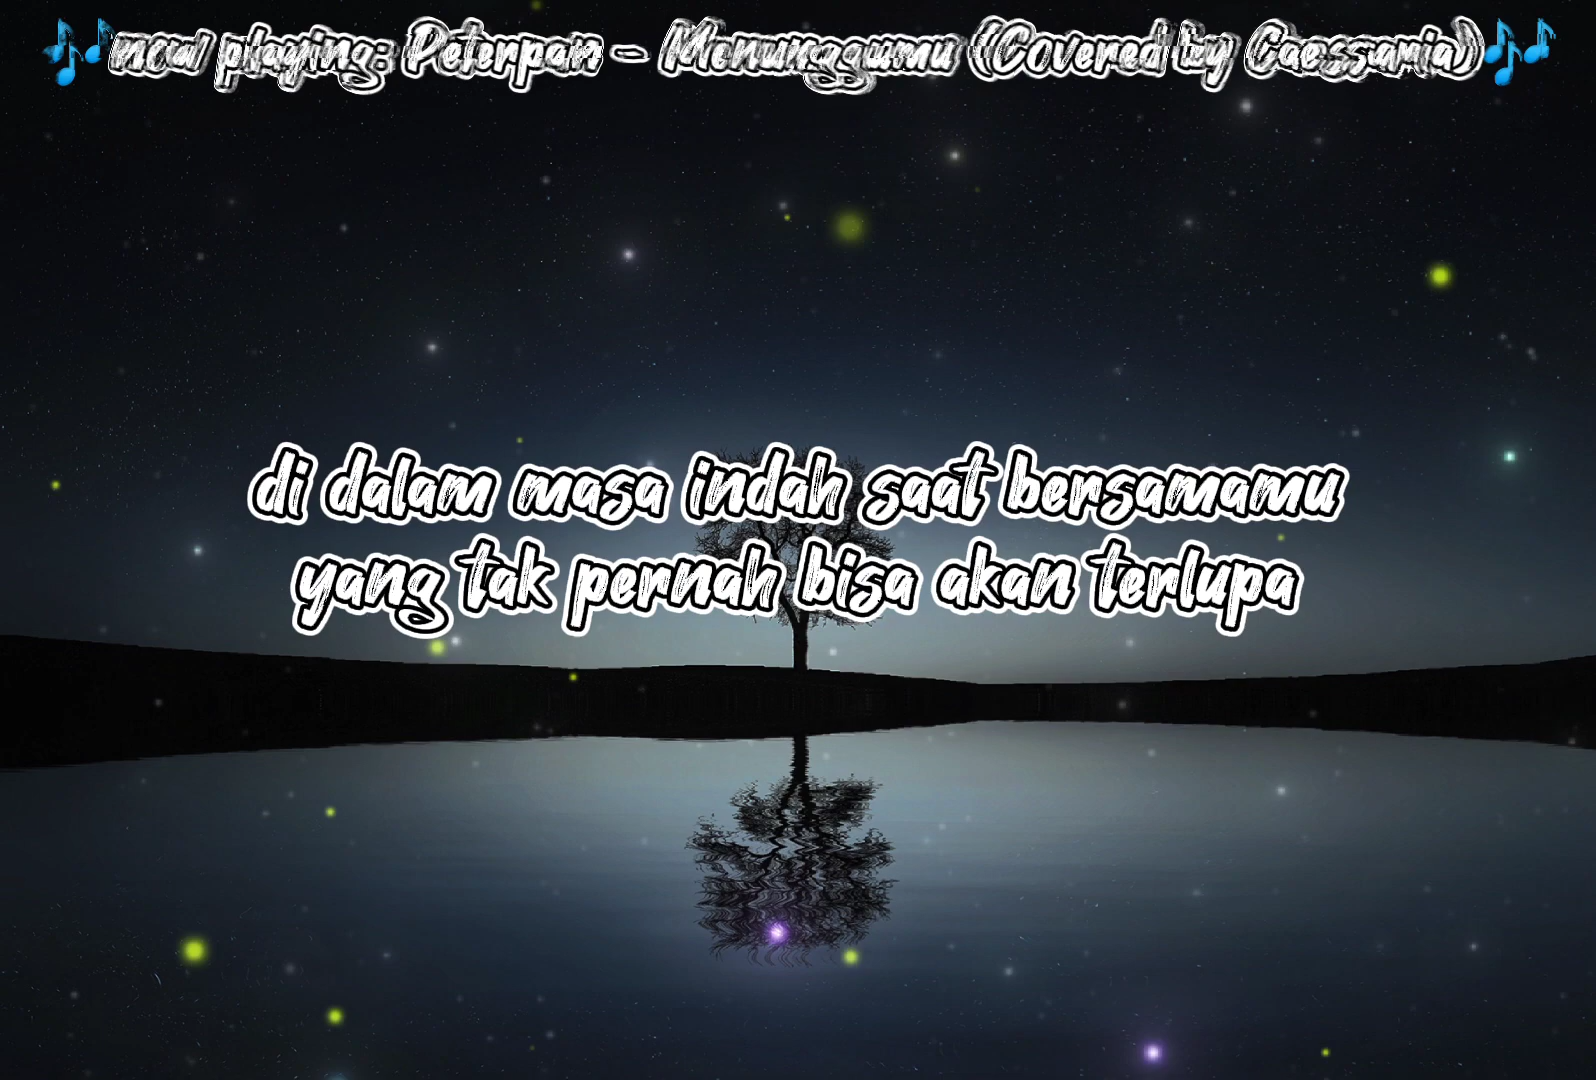 🎶now playing: Peterpan - Menunggumu (Covered by Caessaria)🎶
di dalam masa indah saat bersamamu
yang tak pernah bisa akan terlupa